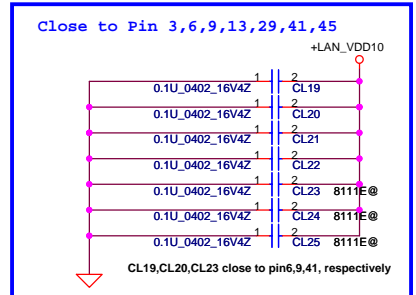 Close to Pin 3,6,9,13,29,41,45
+LAN_VDD10
1 2
0.1U_0402_16V4Z CL19
1 2
0.1U_0402_16V4Z CL20
1 2
0.1U_0402_16V4Z CL21
1 2
0.1U_0402_16V4Z CL22
1 2
0.1U_0402_16V4Z CL23 8111E@
1 2
0.1U_0402_16V4Z CL24 8111E@
1 2
0.1U_0402_16V4Z CL25 8111E@
CL19,CL20,CL23 close to pin6,9,41, respectively